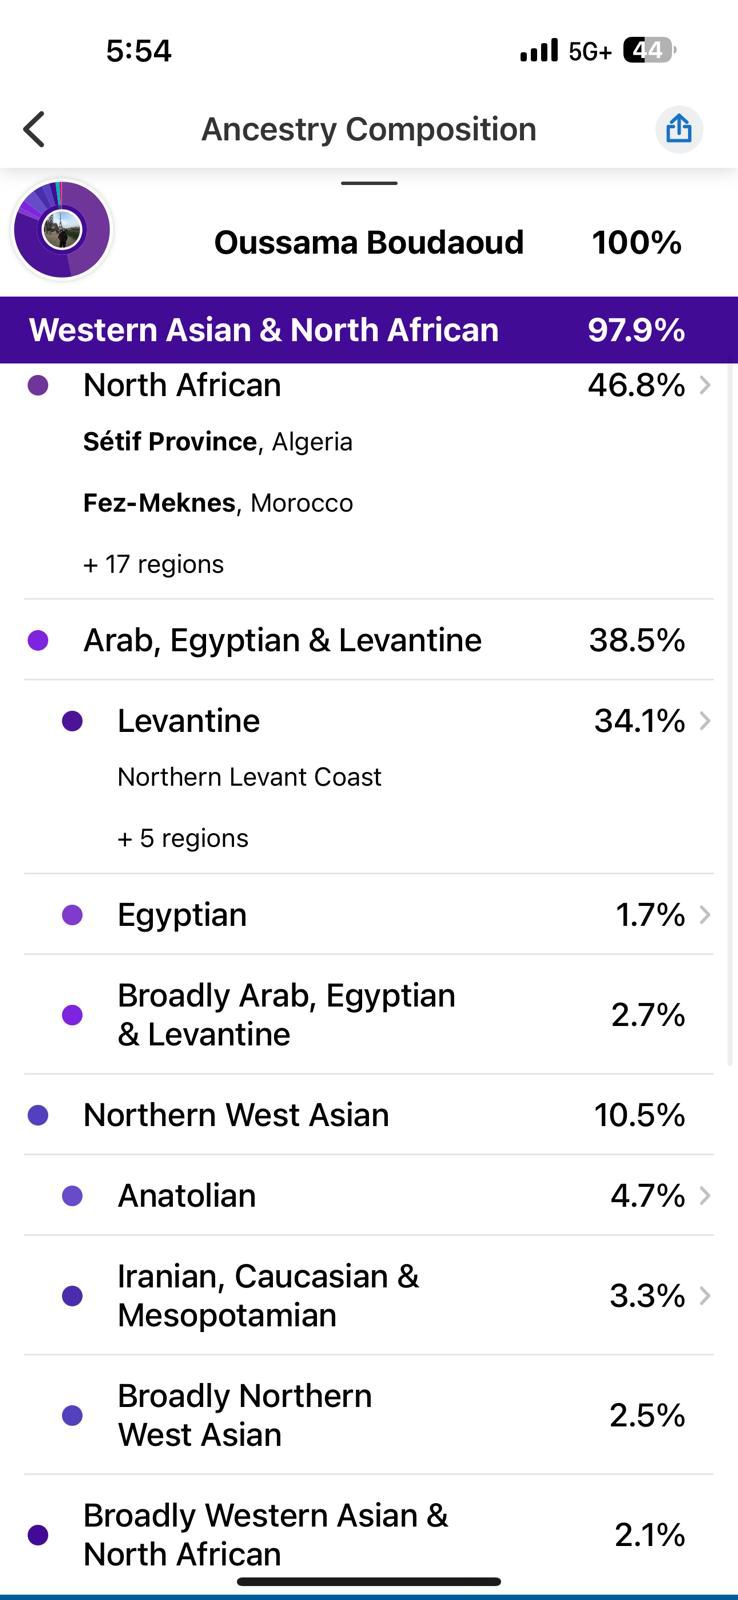 5:54
5G+ 44
Ancestry Composition
Oussama Boudaoud 100%
Western Asian & North African 97.9%
North African 46.8%
Sétif Province, Algeria
Fez-Meknes, Morocco
+ 17 regions
Arab, Egyptian & Levantine 38.5%
Levantine 34.1%
Northern Levant Coast
+ 5 regions
Egyptian 1.7%
Broadly Arab, Egyptian
& Levantine 2.7%
Northern West Asian 10.5%
Anatolian 4.7%
Iranian, Caucasian &
Mesopotamian 3.3%
Broadly Northern
West Asian 2.5%
Broadly Western Asian &
North African 2.1%